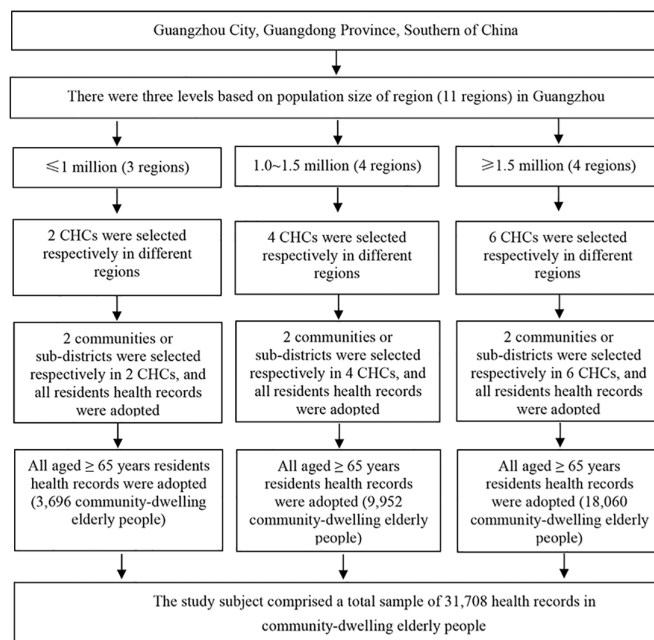 Guangzhou City, Guangdong Province, Southern of China
There were three levels based on population size of region (11 regions) in Guangzhou
≤1 million (3 regions)
1.0~1.5 million (4 regions)
≥1.5 million (4 regions)
2 CHCs were selected
respectively in different
regions
4 CHCs were selected
respectively in different
regions
6 CHCs were selected
respectively in different
regions
2 communities or
sub-districts were selected
respectively in 2 CHCs, and
all residents health records
were adopted
2 communities or
sub-districts were selected
respectively in 4 CHCs, and
all residents health records
were adopted
2 communities or
sub-districts were selected
respectively in 6 CHCs, and
all residents health records
were adopted
All aged ≥ 65 years residents
health records were adopted
(3,696 community-dwelling
elderly people)
All aged ≥ 65 years
residents health records
were adopted (9,952
community-dwelling elderly
people)
All aged ≥ 65 years
residents health records
were adopted (18,060
community-dwelling elderly
people)
The study subject comprised a total sample of 31,708 health records in
community-dwelling elderly people